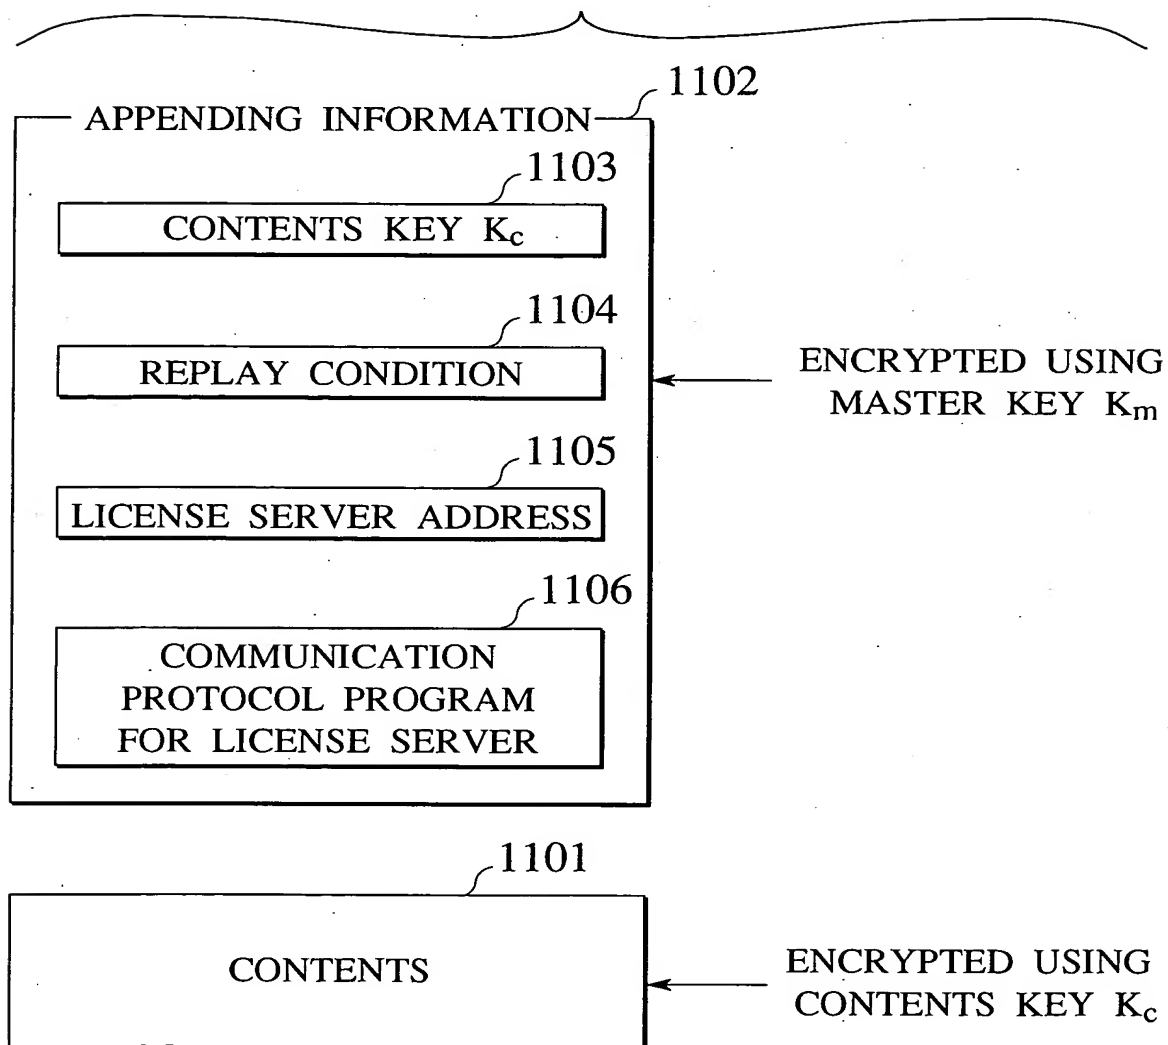 1102
APPENDING INFORMATION
1103
CONTENTS KEY Kc
1104
REPLAY CONDITION
ENCRYPTED USING
MASTER KEY Km
1105
LICENSE SERVER ADDRESS
1106
COMMUNICATION
PROTOCOL PROGRAM
FOR LICENSE SERVER
1101
CONTENTS
ENCRYPTED USING
CONTENTS KEY Kc